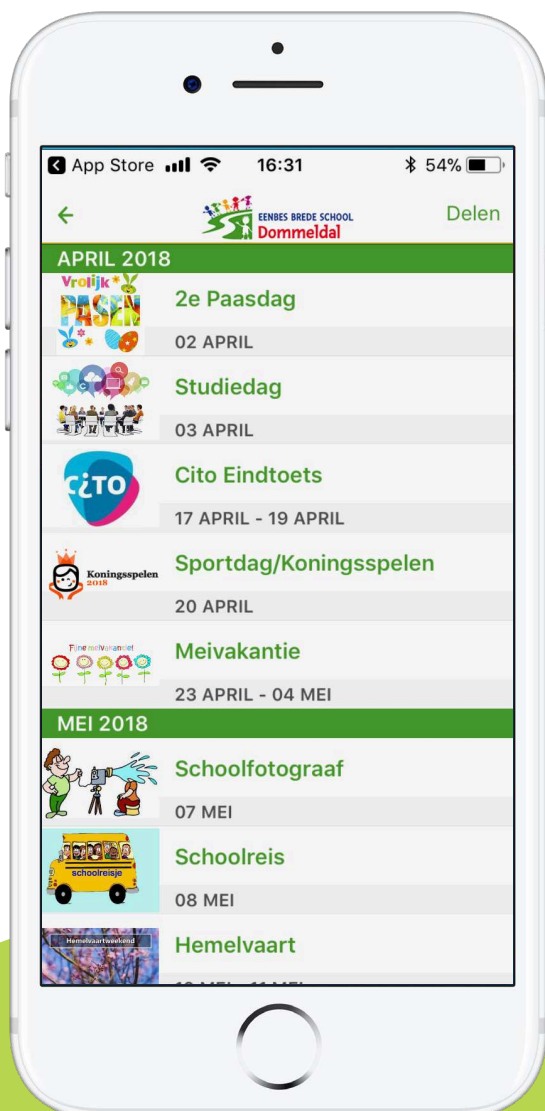 App Store 16:31 54%
EENBES BREDE SCHOOL
Dommeldal
Delen
APRIL 2018
Vrolijk
PASEN
2e Paasdag
02 APRIL
Studiedag
03 APRIL
CiTO
Cito Eindtoets
17 APRIL - 19 APRIL
Koningsspelen
2018
Sportdag/Koningsspelen
20 APRIL
Fijne meivakantie!
Meivakantie
23 APRIL - 04 MEI
MEI 2018
Schoolfotograaf
07 MEI
schoolreisje
Schoolreis
08 MEI
Hemelvaartweekend
Hemelvaart